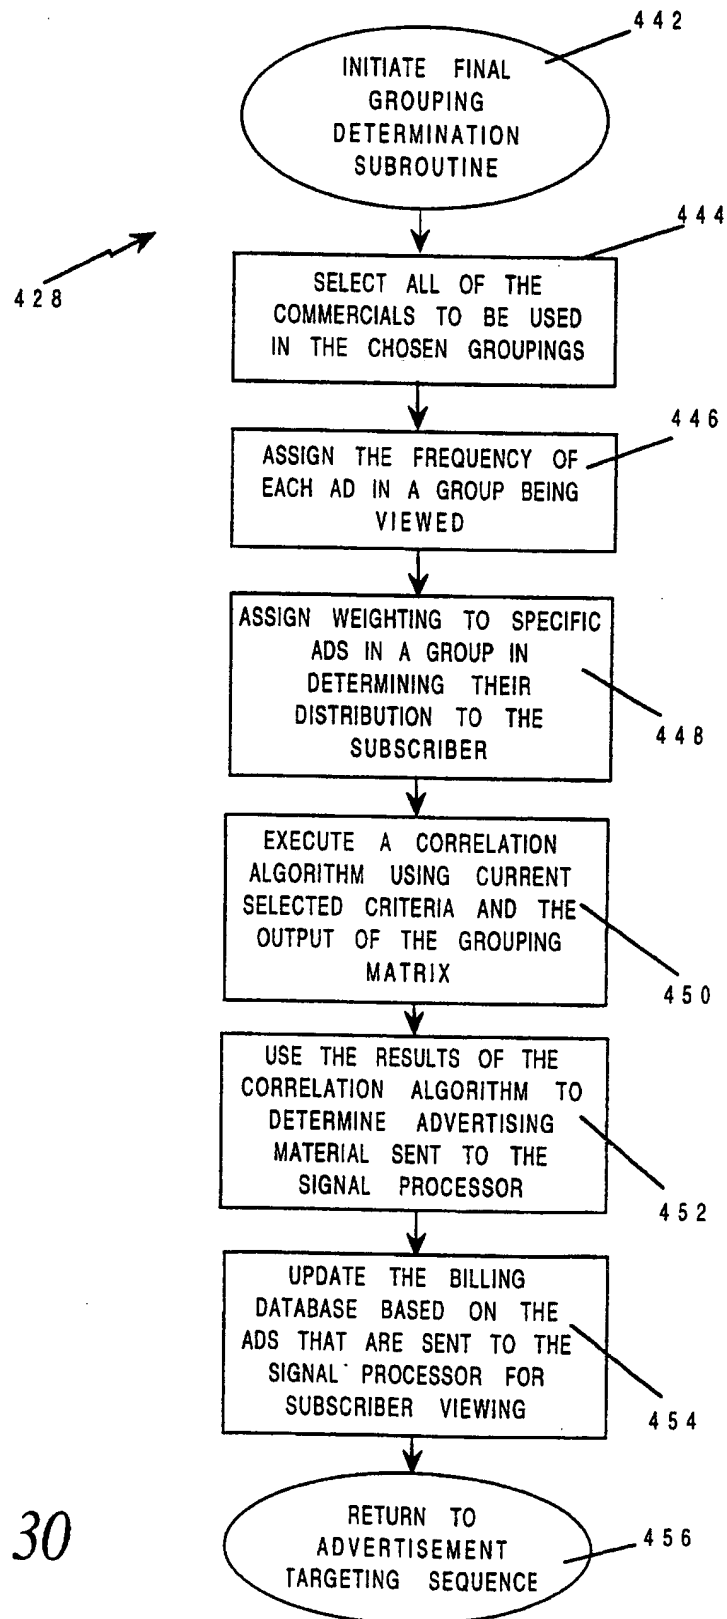 442
INITIATE FINAL
GROUPING
DETERMINATION
SUBROUTINE
428
444
SELECT ALL OF THE
COMMERCIALS TO BE USED
IN THE CHOSEN GROUPINGS
446
ASSIGN THE FREQUENCY OF
EACH AD IN A GROUP BEING
VIEWED
ASSIGN WEIGHTING TO SPECIFIC
ADS IN A GROUP IN
DETERMINING THEIR
DISTRIBUTION TO THE
SUBSCRIBER
448
EXECUTE A CORRELATION
ALGORITHM USING CURRENT
SELECTED CRITERIA AND THE
OUTPUT OF THE GROUPING
MATRIX
450
USE THE RESULTS OF THE
CORRELATION ALGORITHM TO
DETERMINE ADVERTISING
MATERIAL SENT TO THE
SIGNAL PROCESSOR
452
UPDATE THE BILLING
DATABASE BASED ON THE
ADS THAT ARE SENT TO THE
SIGNAL PROCESSOR FOR
SUBSCRIBER VIEWING
454
RETURN TO
ADVERTISEMENT
TARGETING SEQUENCE
456
30